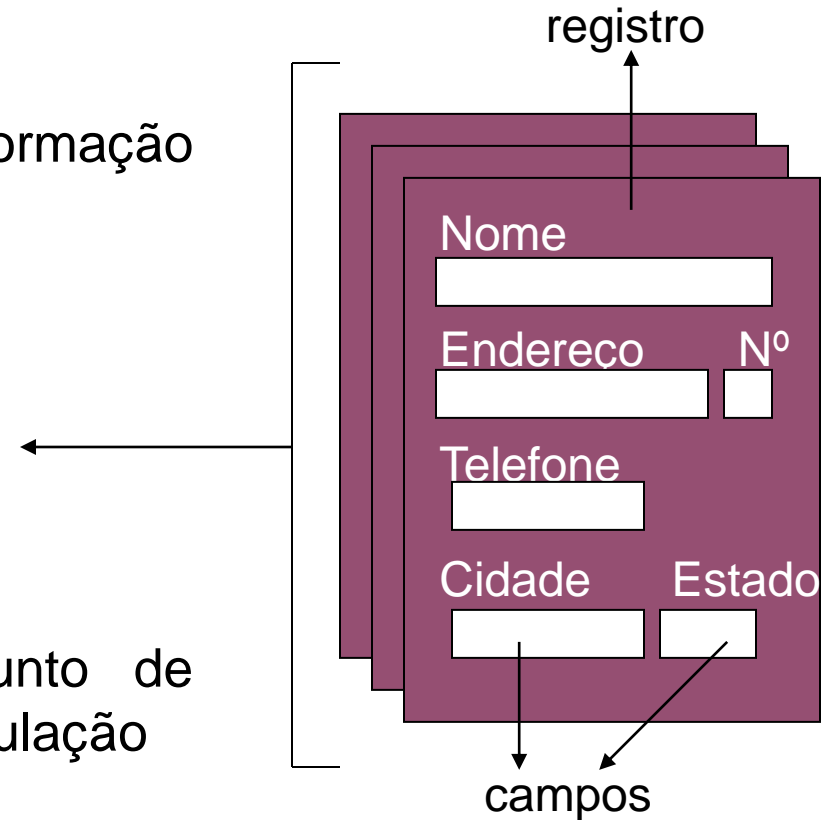 registro
ormação
Nome
Endereço Nº
Telefone
Cidade Estado
unto de
ulação
campos